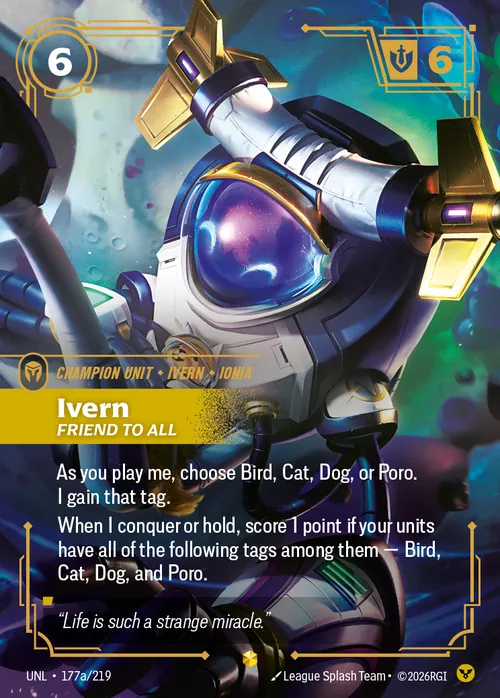 6
6
CHAMPION UNIT • IVERN • IONIA
Ivern
FRIEND TO ALL
As you play me, choose Bird, Cat, Dog, or Poro.
I gain that tag.
When I conquer or hold, score 1 point if your units
have all of the following tags among them — Bird,
Cat, Dog, and Poro.
“Life is such a strange miracle.”
UNL • 177a/219
League Splash Team • ©2026RGI